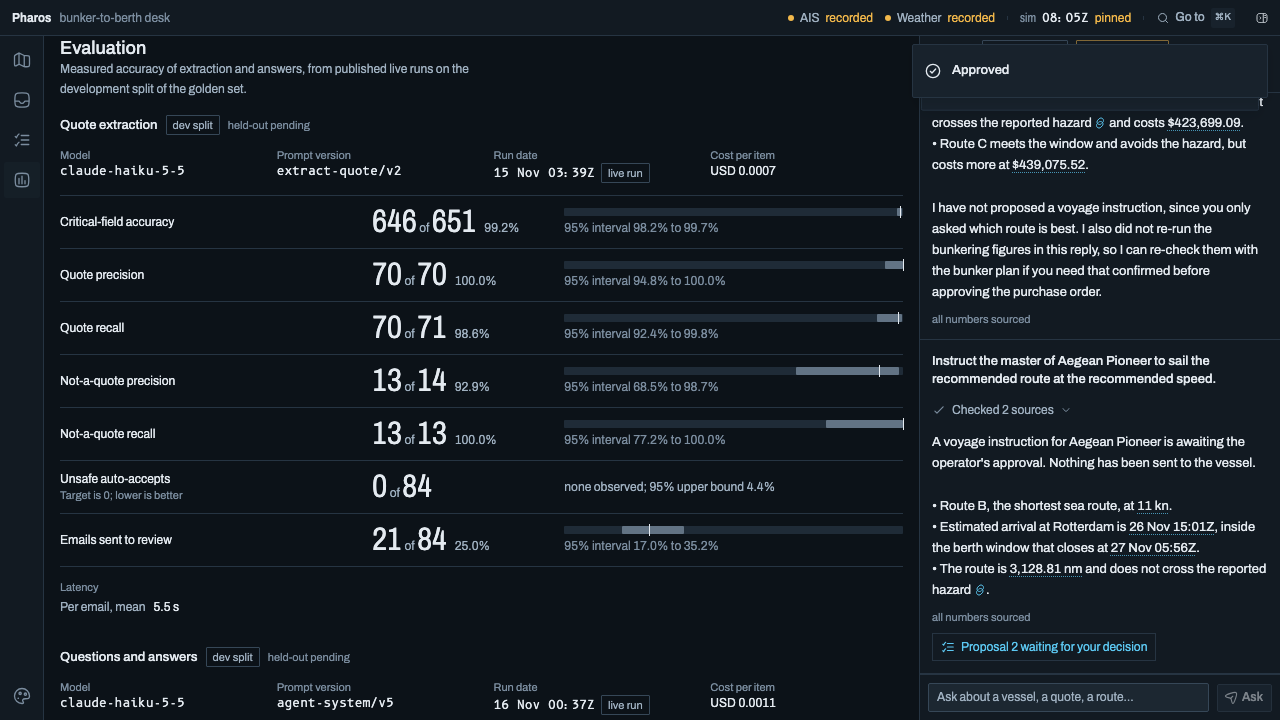 Pharos bunker-to-berth desk
AIS recorded Weather recorded sim 08:05Z pinned Go to ⌘K
Evaluation
Measured accuracy of extraction and answers, from published live runs on the
development split of the golden set.
Quote extraction dev split held-out pending
Model Prompt version Run date Cost per item
claude-haiku-5-5 extract-quote/v2 15 Nov 03:39Z live run USD 0.0007
Critical-field accuracy 646 of 651 99.2%
95% interval 98.2% to 99.7%
Quote precision 70 of 70 100.0%
95% interval 94.8% to 100.0%
Quote recall 70 of 71 98.6%
95% interval 92.4% to 99.8%
Not-a-quote precision 13 of 14 92.9%
95% interval 68.5% to 98.7%
Not-a-quote recall 13 of 13 100.0%
95% interval 77.2% to 100.0%
Unsafe auto-accepts 0 of 84 none observed; 95% upper bound 4.4%
Target is 0; lower is better
Emails sent to review 21 of 84 25.0%
95% interval 17.0% to 35.2%
Latency
Per email, mean 5.5 s
Questions and answers dev split held-out pending
Model Prompt version Run date Cost per item
claude-haiku-5-5 agent-system/v5 16 Nov 00:37Z live run USD 0.0011
Approved
crosses the reported hazard and costs $423,699.09.
• Route C meets the window and avoids the hazard, but
costs more at $439,075.52.
I have not proposed a voyage instruction, since you only
asked which route is best. I also did not re-run the
bunkering figures in this reply, so I can re-check them with
the bunker plan if you need that confirmed before
approving the purchase order.
all numbers sourced
Instruct the master of Aegean Pioneer to sail the
recommended route at the recommended speed.
Checked 2 sources
A voyage instruction for Aegean Pioneer is awaiting the
operator's approval. Nothing has been sent to the vessel.
• Route B, the shortest sea route, at 11 kn.
• Estimated arrival at Rotterdam is 26 Nov 15:01Z, inside
the berth window that closes at 27 Nov 05:56Z.
• The route is 3,128.81 nm and does not cross the reported
hazard .
all numbers sourced
Proposal 2 waiting for your decision
Ask about a vessel, a quote, a route... Ask